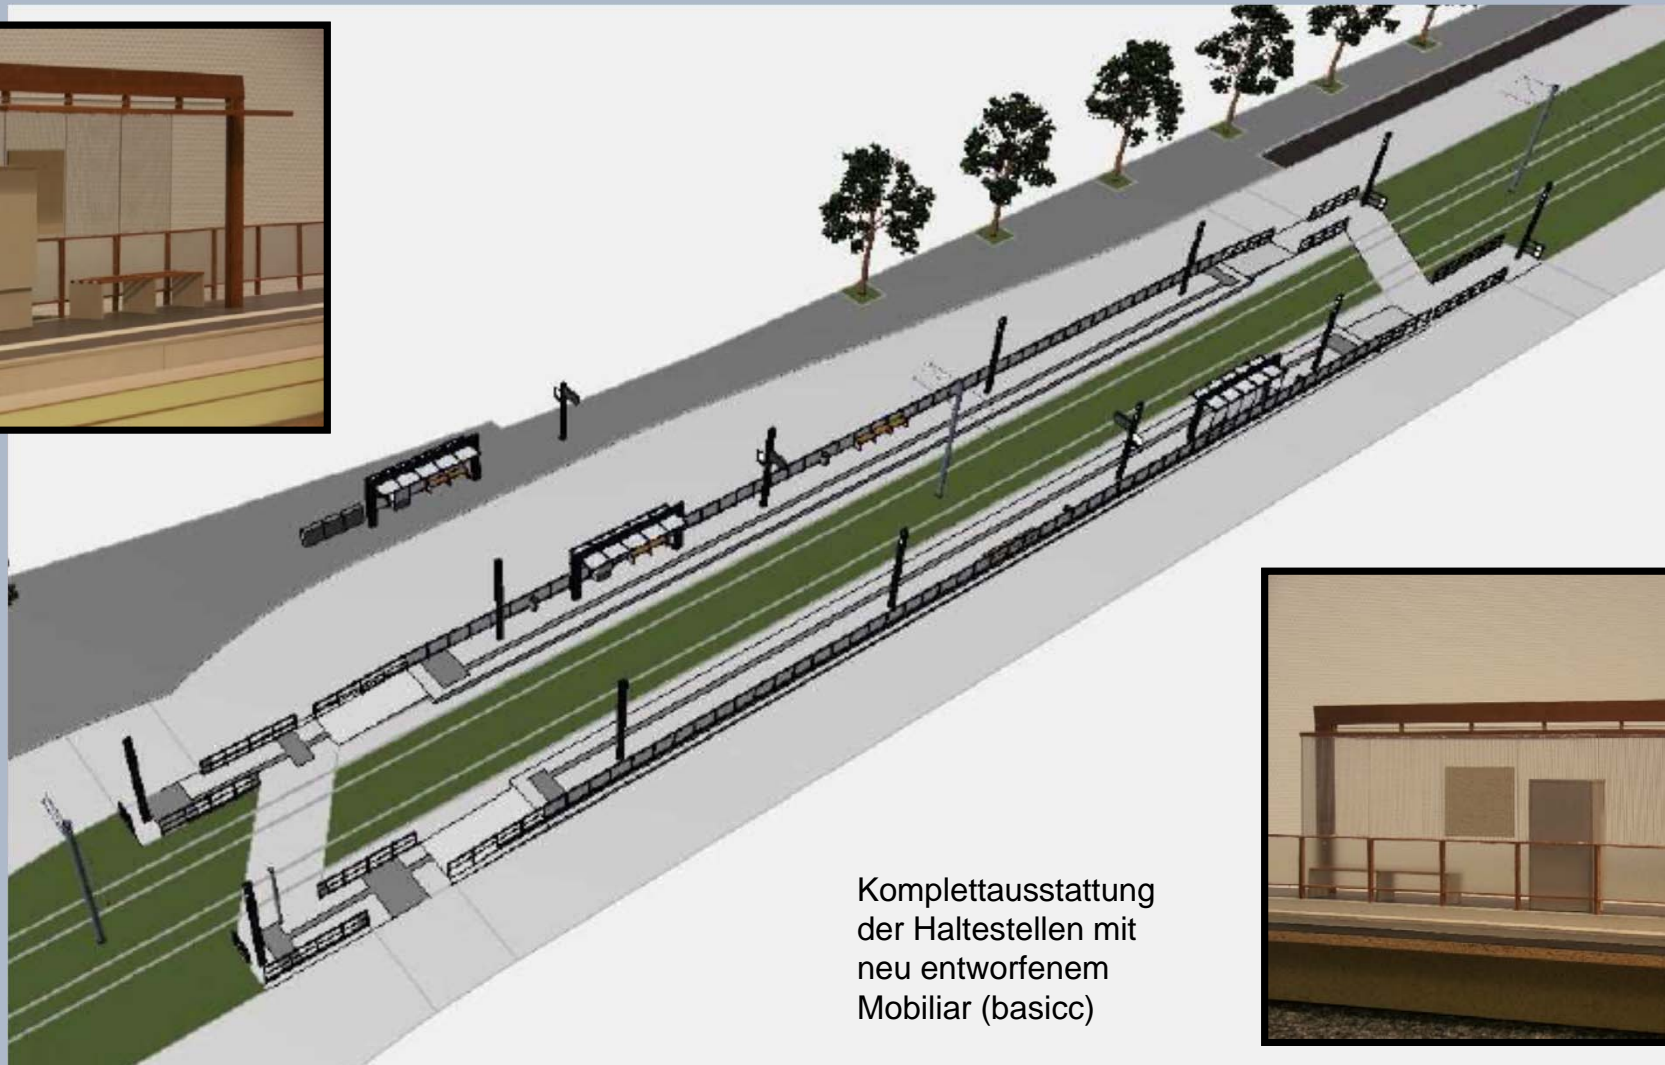 Komplettausstattung
der Haltestellen mit
neu entworfenem
Mobiliar (basicc)